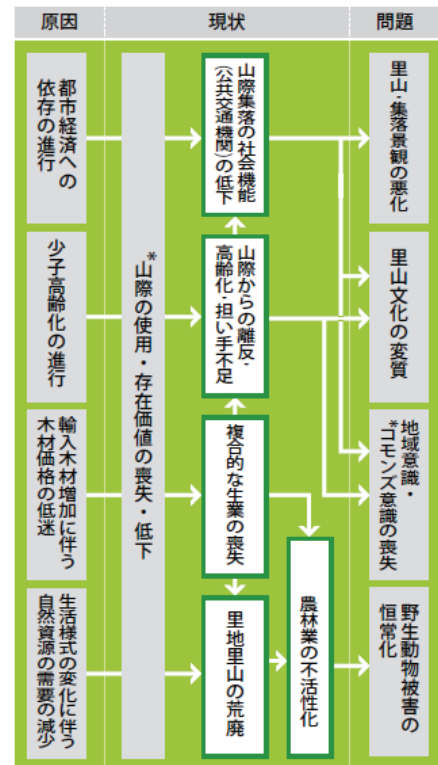 原因
現状
問題
都市経済への
依存の進行
少子高齢化の進行
輸入木材増加に伴う
木材価格の低迷
生活様式の変化に伴う
自然資源の需要の減少
*山際の使用・存在価値の喪失・低下
山際集落の社会機能
(公共交通機関)の低下
山際からの離反・
高齢化・担い手不足
複合的な生業の喪失
里地里山の荒廃
農林業の不活性化
里山・集落景観の悪化
里山文化の変質
地域意識・
*コモンズ意識の喪失
野生動物被害の
恒常化